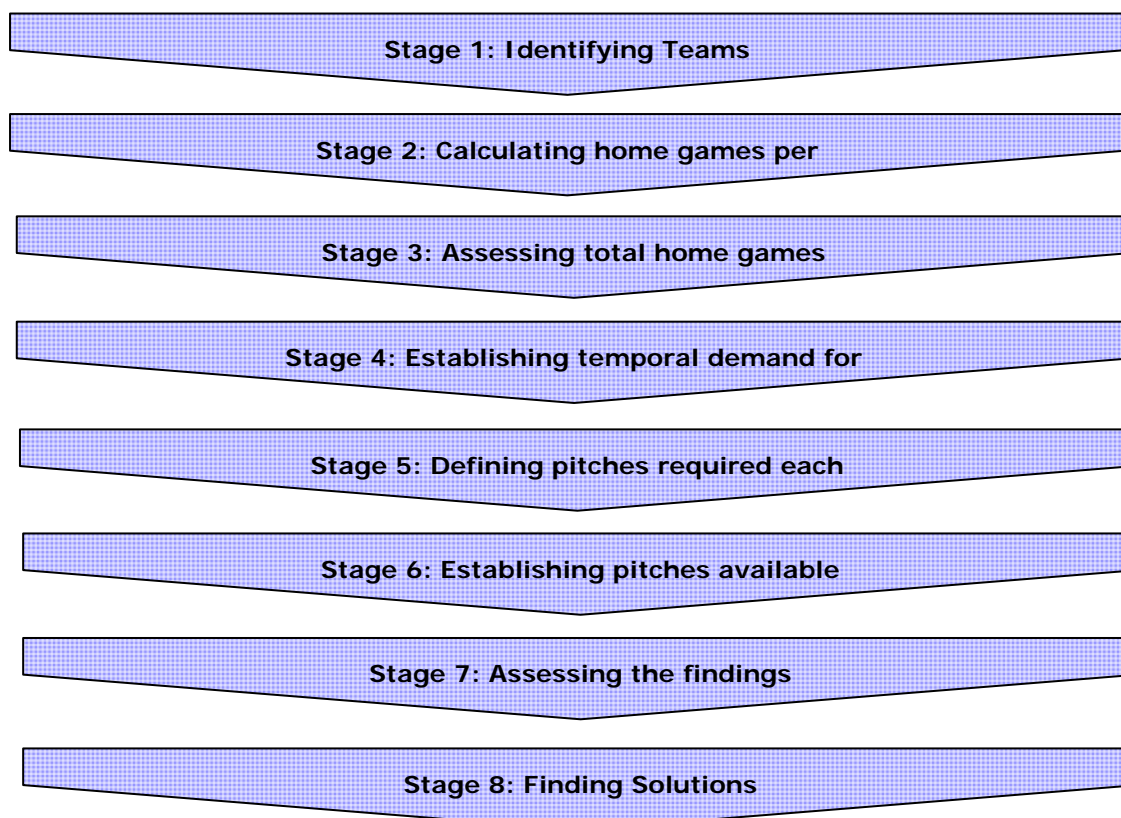 Stage 1: Identifying Teams
Stage 2: Calculating home games per
Stage 3: Assessing total home games
Stage 4: Establishing temporal demand for
Stage 5: Defining pitches required each
Stage 6: Establishing pitches available
Stage 7: Assessing the findings
Stage 8: Finding Solutions